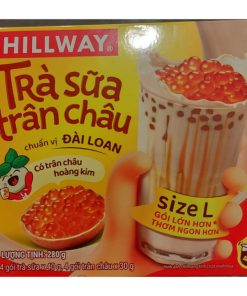 HILLWAY®
Trà sữa
trân châu
chuẩn vị ĐÀI LOAN
Có trân châu
hoàng kim
size L
GÓI LỚN HƠN*
THƠM NGON HƠN
LƯỢNG TỊNH: 280 g
4 gói trà sữa x 40 g, 4 gói trân châu x 30 g